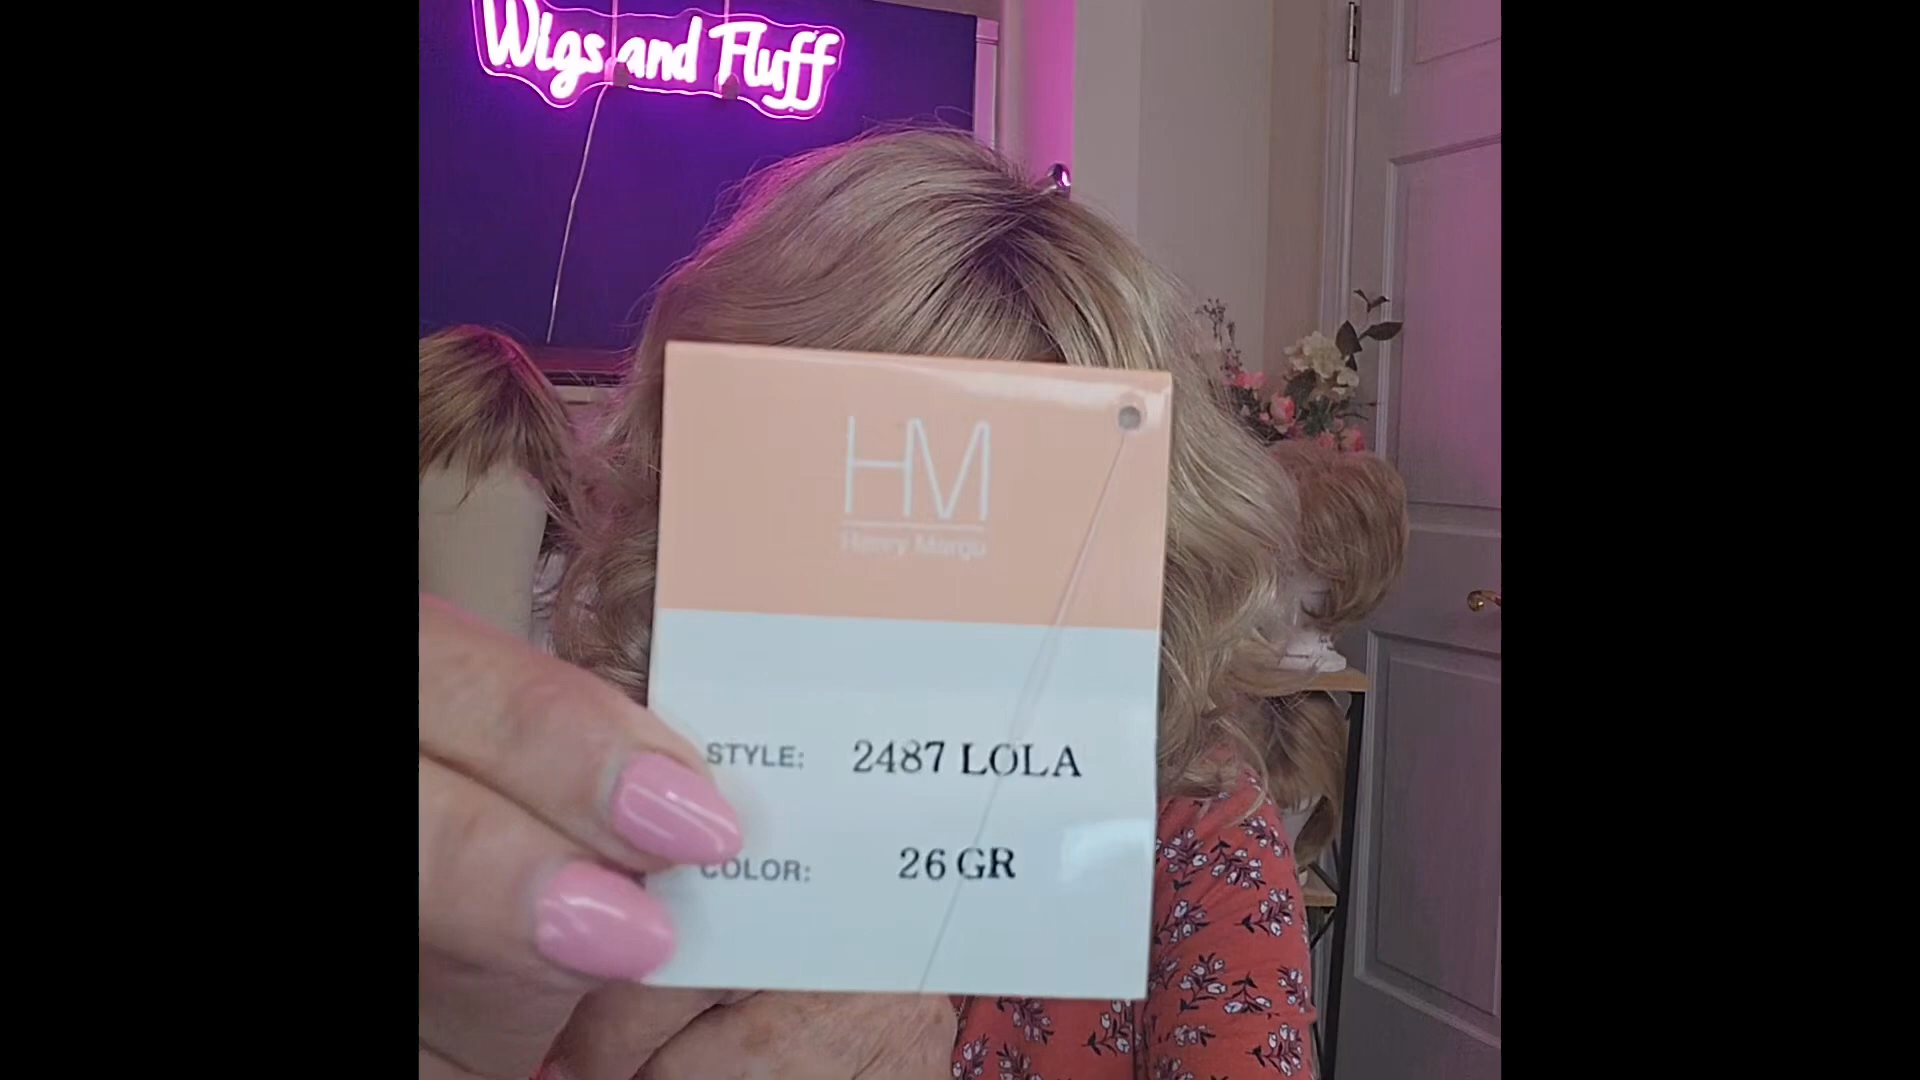 Wigs and Fluff
HM
Henry Margu
STYLE: 2487 LOLA
COLOR: 26 GR